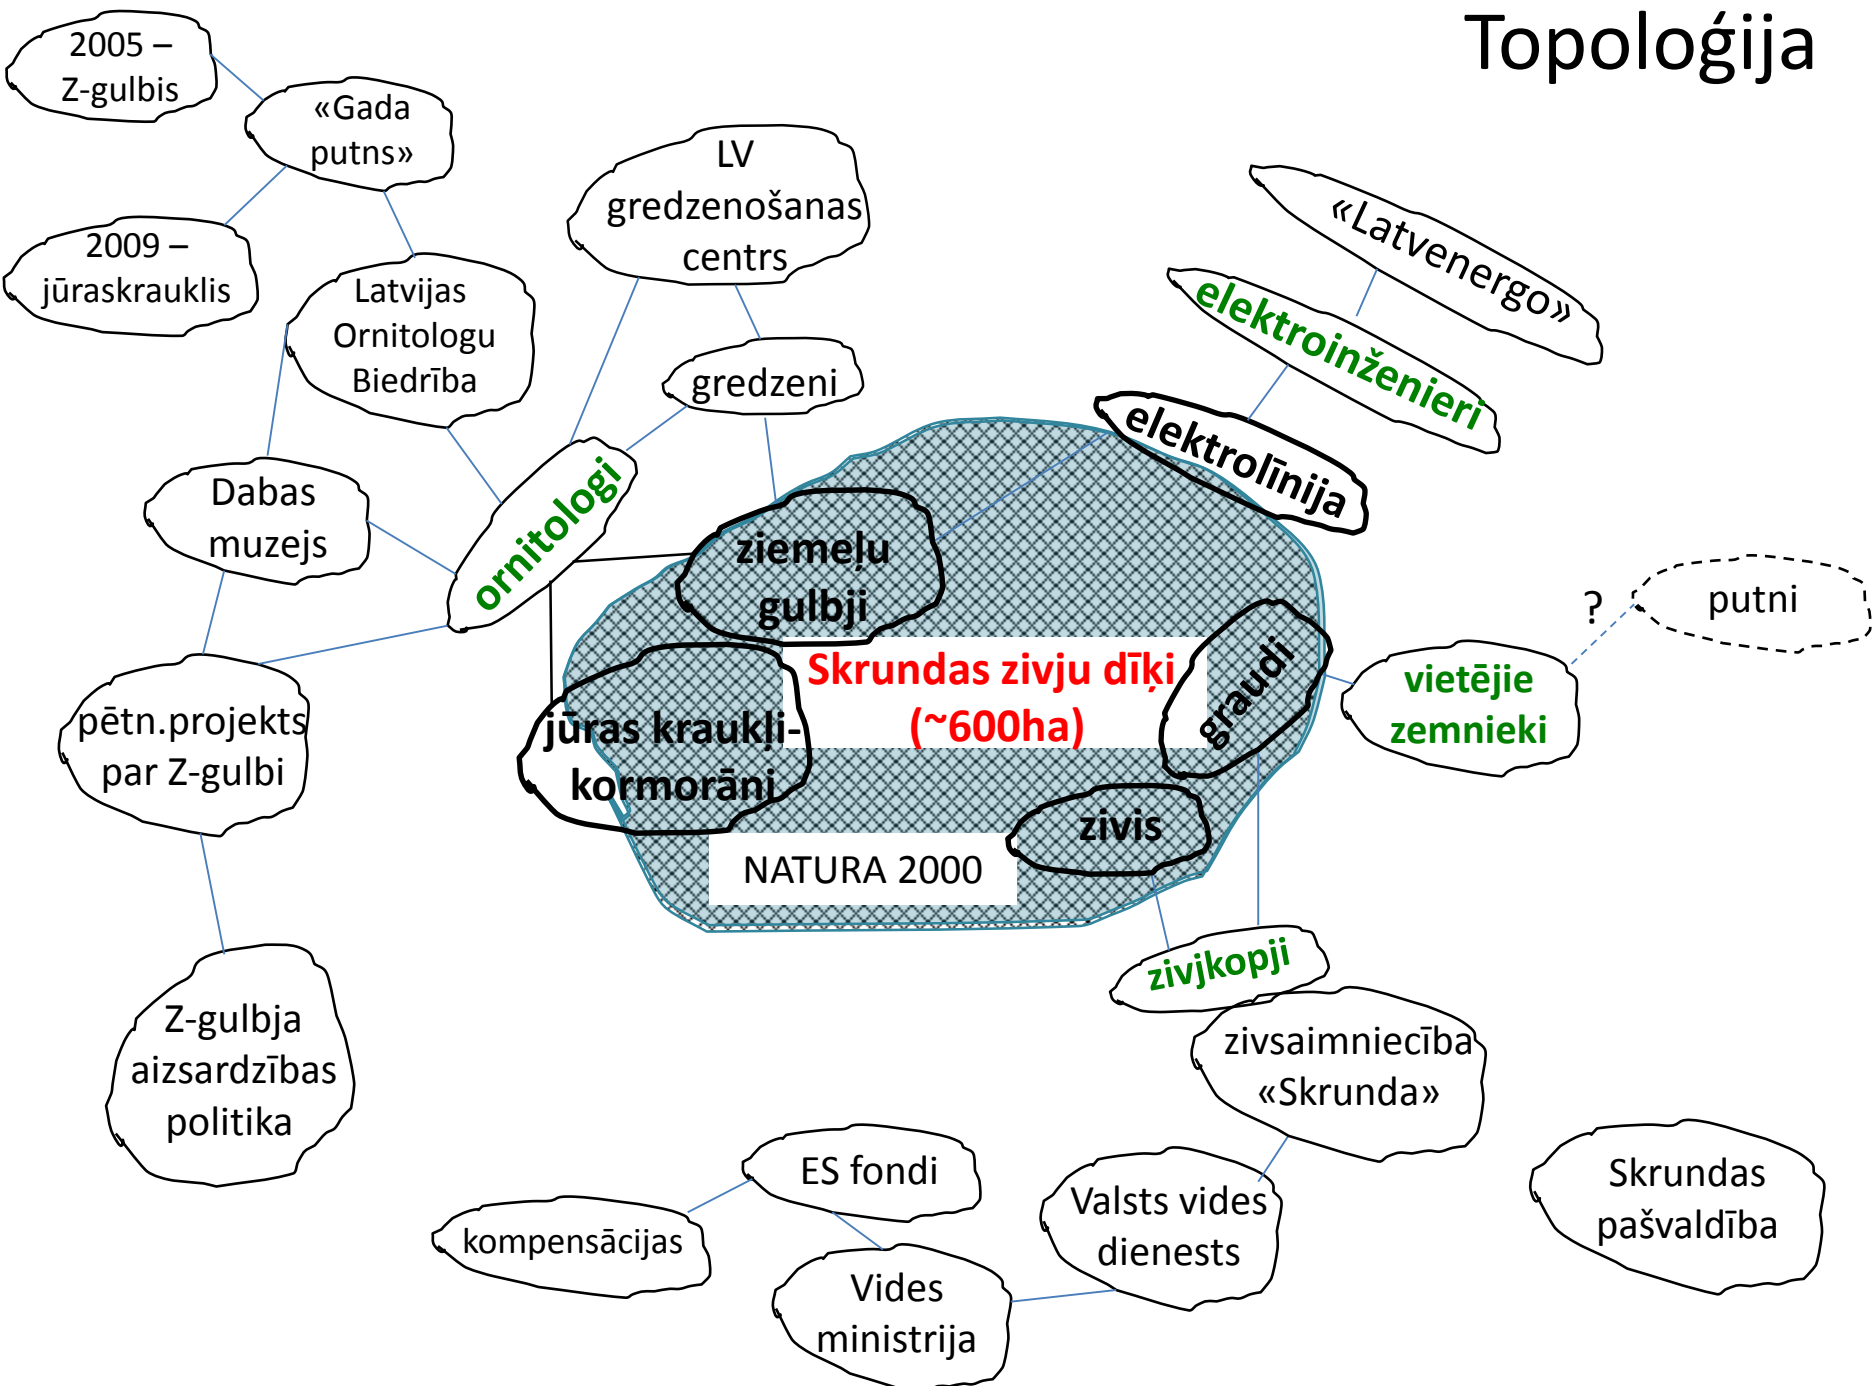 Topoloģija
2005 –
Z-gulbis
«Gada
putns»
2009 –
jūraskrauklis
Latvijas
Ornitologu
Biedrība
LV
gredzenošanas
centrs
gredzeni
«Latvenergo»
elektroinženieri
elektrolīnija
Dabas
muzejs
ornitologi
ziemeļu
gulbji
?
putni
Skrundas zivju dīķi
(~600ha)
graudi
vietējie
zemnieki
pētn.projekts
par Z-gulbi
jūras kraukļi-
kormorāni
zivis
NATURA 2000
zivjkopji
Z-gulbja
aizsardzības
politika
zivsaimniecība
«Skrunda»
ES fondi
kompensācijas
Valsts vides
dienests
Skrundas
pašvaldība
Vides
ministrija